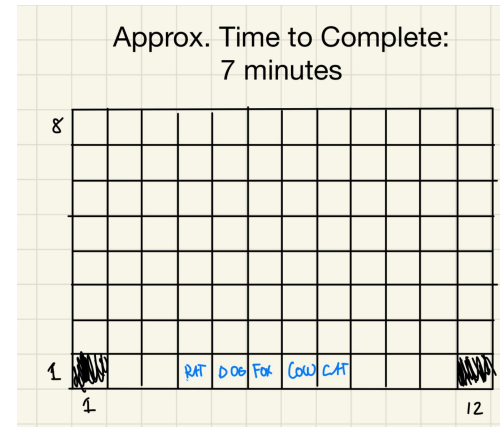 Approx. Time to Complete:
7 minutes
8
1 RAT DOG FOX COW CAT
1 12